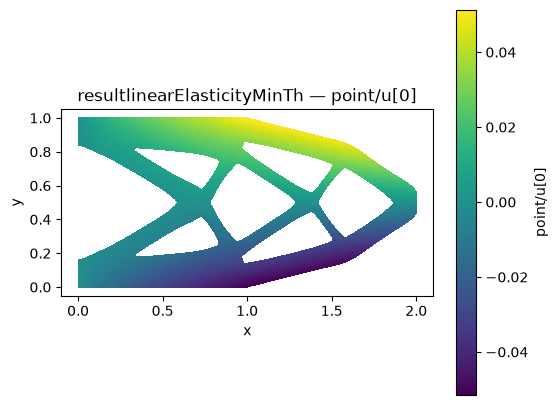 resultlinearElasticityMinTh — point/u[0]
1.0
0.8
0.6
0.4
0.2
0.0
y
0.0 0.5 1.0 1.5 2.0
x
0.04
0.02
0.00
−0.02
−0.04
point/u[0]